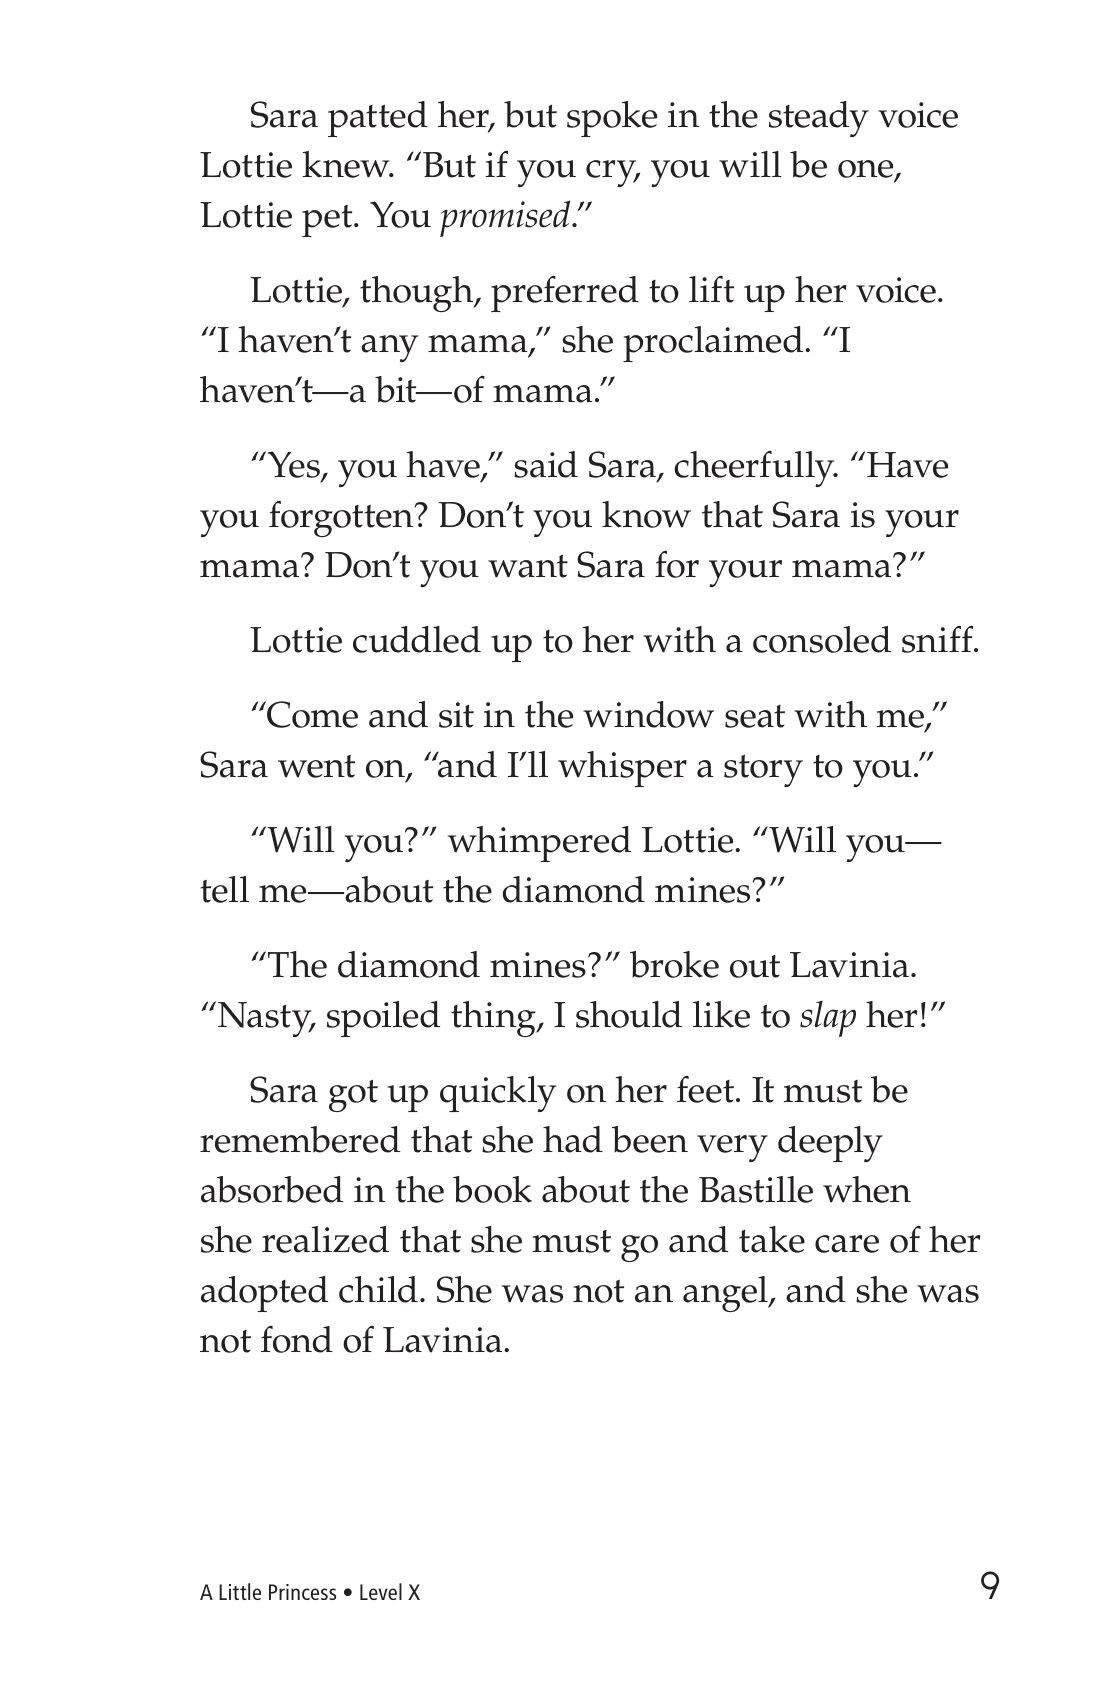 Sara patted her, but spoke in the steady voice
Lottie knew. “But if you cry, you will be one,
Lottie pet. You promised.”
Lottie, though, preferred to lift up her voice.
“I haven’t any mama,” she proclaimed. “I
haven’t—a bit—of mama.”
“Yes, you have,” said Sara, cheerfully. “Have
you forgotten? Don’t you know that Sara is your
mama? Don’t you want Sara for your mama?”
Lottie cuddled up to her with a consoled sniff.
“Come and sit in the window seat with me,”
Sara went on, “and I’ll whisper a story to you.”
“Will you?” whimpered Lottie. “Will you—
tell me—about the diamond mines?”
“The diamond mines?” broke out Lavinia.
“Nasty, spoiled thing, I should like to slap her!”
Sara got up quickly on her feet. It must be
remembered that she had been very deeply
absorbed in the book about the Bastille when
she realized that she must go and take care of her
adopted child. She was not an angel, and she was
not fond of Lavinia.
A Little Princess • Level X
9